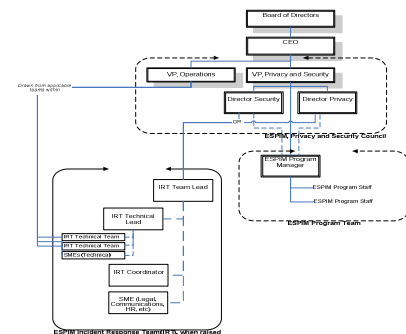 Board of Directors
CEO
VP, Operations
VP, Privacy and Security
Drawn from applicable
teams within
Director Security
Director Privacy
OR
ESPIM, Privacy and Security Council
ESPIM Program
Manager
IRT Team Lead
ESPIM Program Staff
ESPIM Program Staff
IRT Technical
Lead
ESPIM Program Team
IRT Technical Team
IRT Technical Team
SMEs (Technical)
IRT Coordinator
SME (Legal,
Communications,
HR, etc)
ESPIM Incident Response Team(IRT), when raised